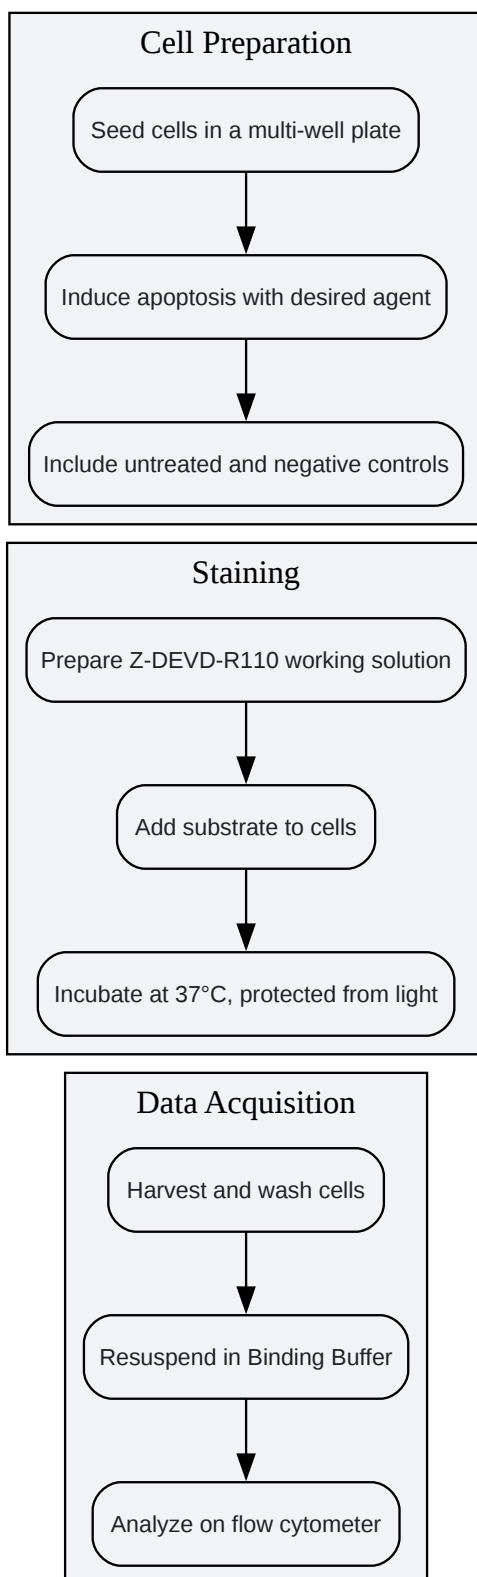 Cell Preparation
Seed cells in a multi-well plate
Induce apoptosis with desired agent
Include untreated and negative controls
Staining
Prepare Z-DEVD-R110 working solution
Add substrate to cells
Incubate at 37°C, protected from light
Data Acquisition
Harvest and wash cells
Resuspend in Binding Buffer
Analyze on flow cytometer